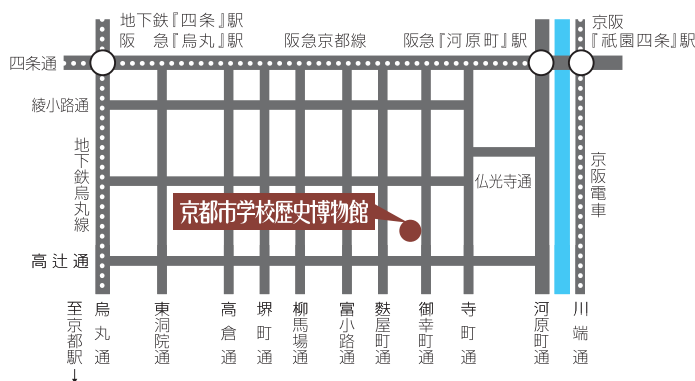 地下鉄『四条』駅
阪急『烏丸』駅
阪急京都線
阪急『河原町』駅
京阪
『祇園四条』駅
四条通
綾小路通
地下鉄烏丸線
仏光寺通
京阪電車
京都市学校歴史博物館
高辻通
至京都駅
↓
烏丸通
東洞院通
高倉通
堺町通
柳馬場通
富小路通
麩屋町通
御幸町通
寺町通
河原町通
川端通